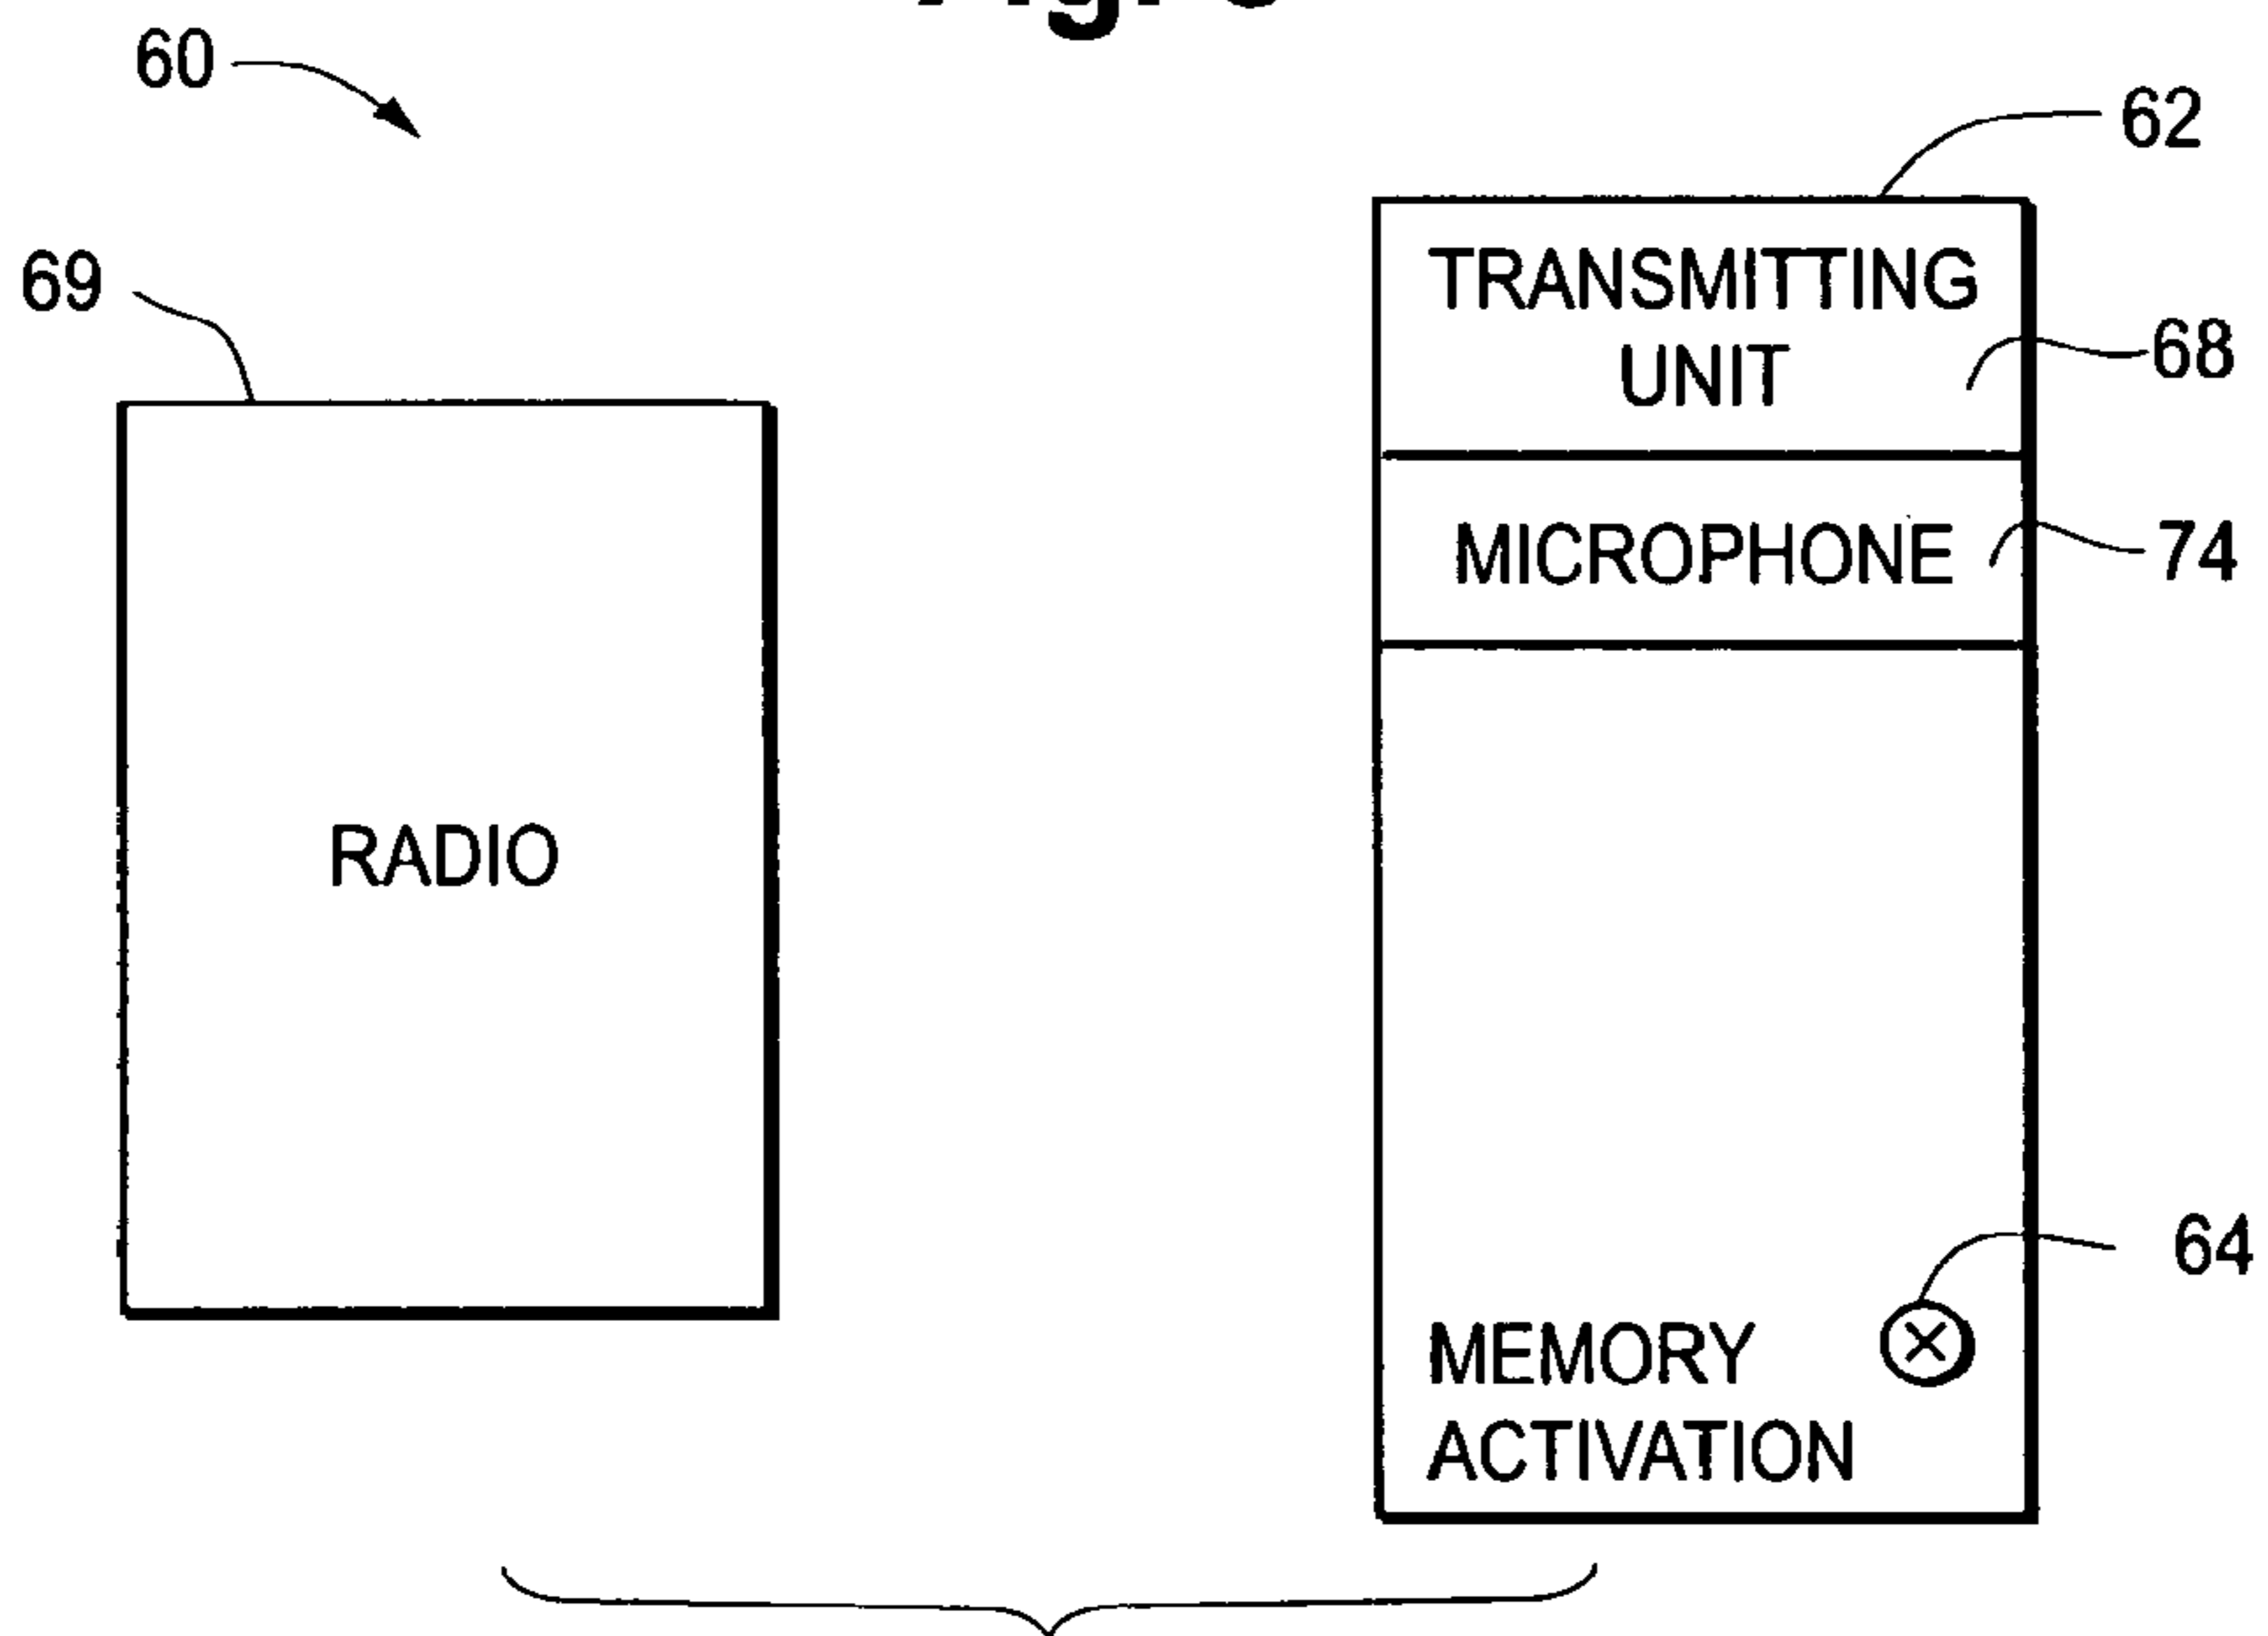 60
62
69
TRANSMITTING
UNIT
68
MICROPHONE
74
RADIO
64
MEMORY
ACTIVATION